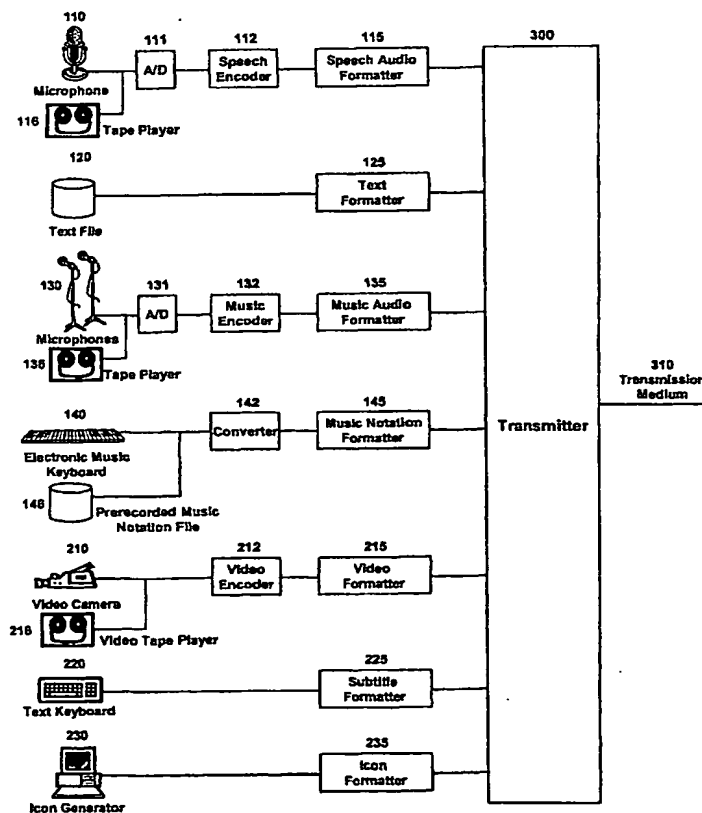 110
111
112
115
300
A/D
Speech
Encoder
Speech Audio
Formatter
Microphone
116
Tape Player
120
125
Text
Formatter
Text File
130
131
132
135
A/D
Music
Encoder
Music Audio
Formatter
Microphones
136
Tape Player
310
Transmission
Medium
140
142
145
Transmitter
Converter
Music Notation
Formatter
Electronic Music
Keyboard
146
Prerecorded Music
Notation File
210
212
215
Video
Encoder
Video
Formatter
Video Camera
216
Video Tape Player
220
225
Subtitle
Formatter
Text Keyboard
230
235
Icon
Formatter
Icon Generator